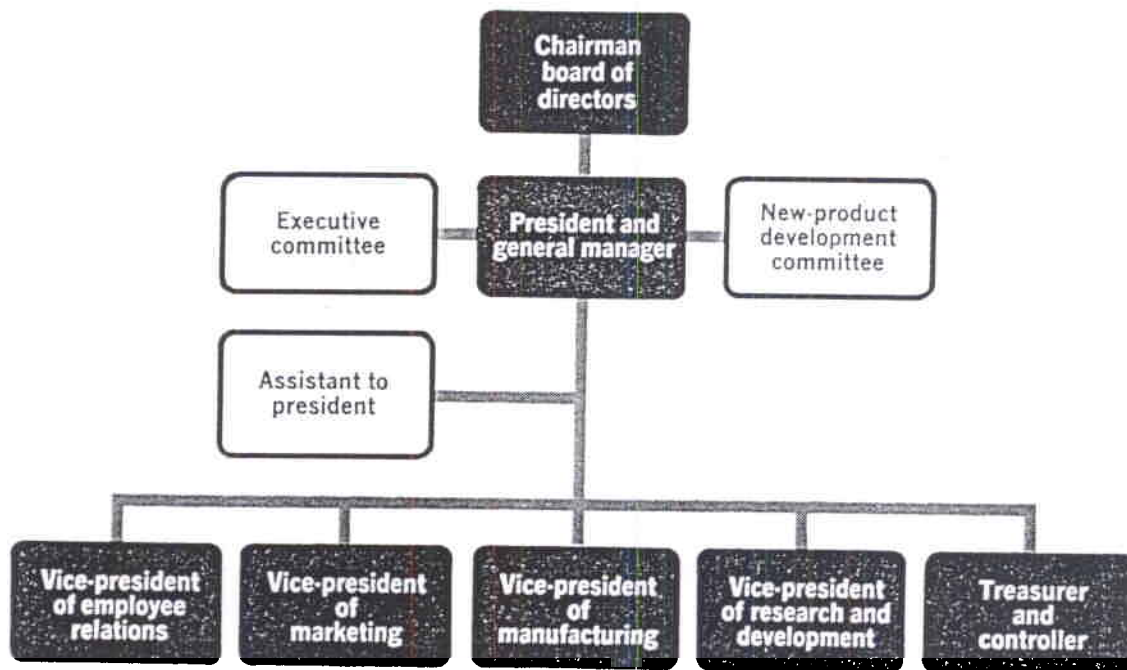 Chairman
board of
directors
Executive
committee
President and
general manager
New-product
development
committee
Assistant to
president
Vice-president
of employee
relations
Vice-president
of
marketing
Vice-president
of
manufacturing
Vice-president
of research and
development
Treasurer
and
controller